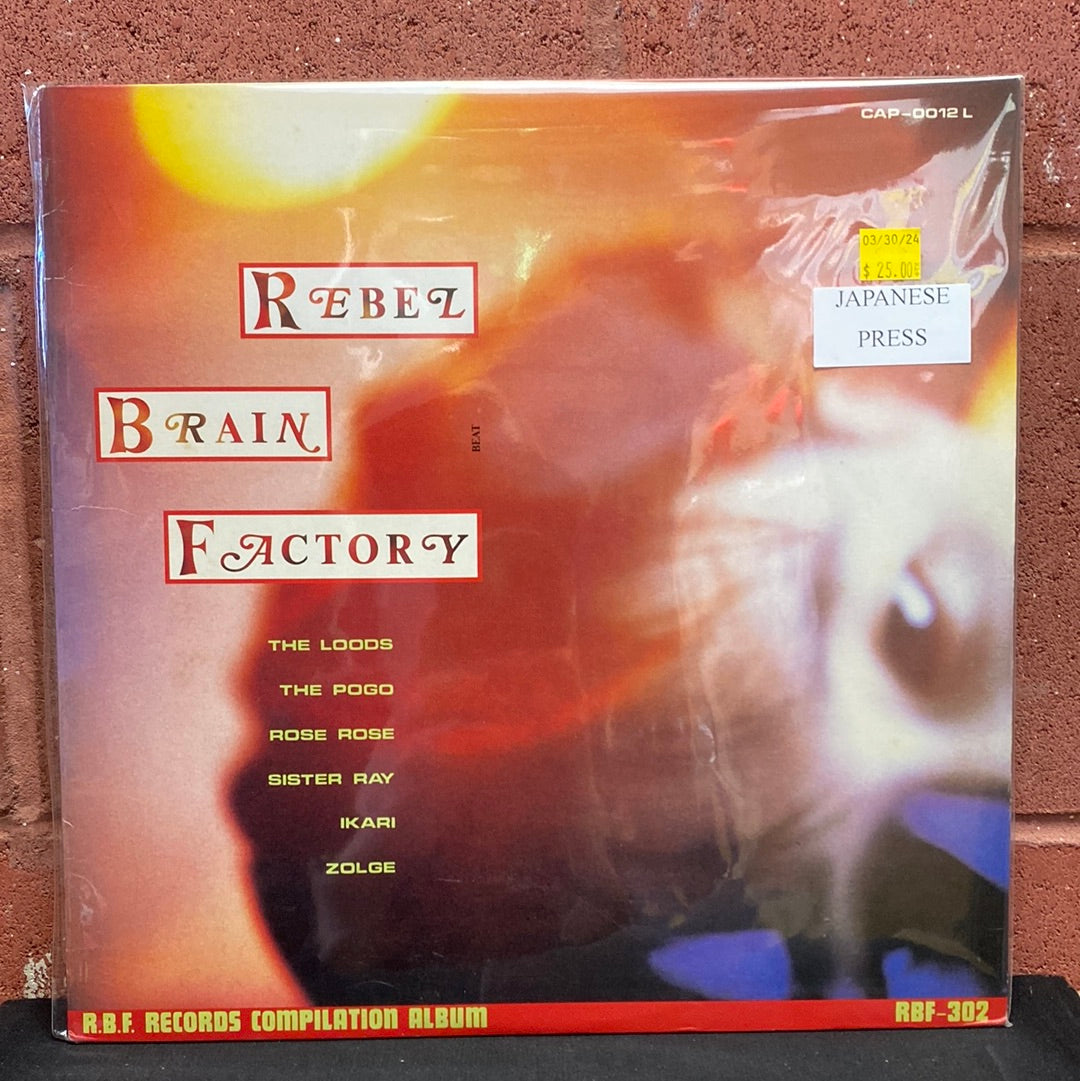 CAP-0012 L
03/30/24
$ 25.00
JAPANESE
PRESS
REBEL
BRAIN
BEAT
FACTORY
THE LOODS
THE POGO
ROSE ROSE
SISTER RAY
IKARI
ZOLGE
R.B.F. RECORDS COMPILATION ALBUM
RBF-302